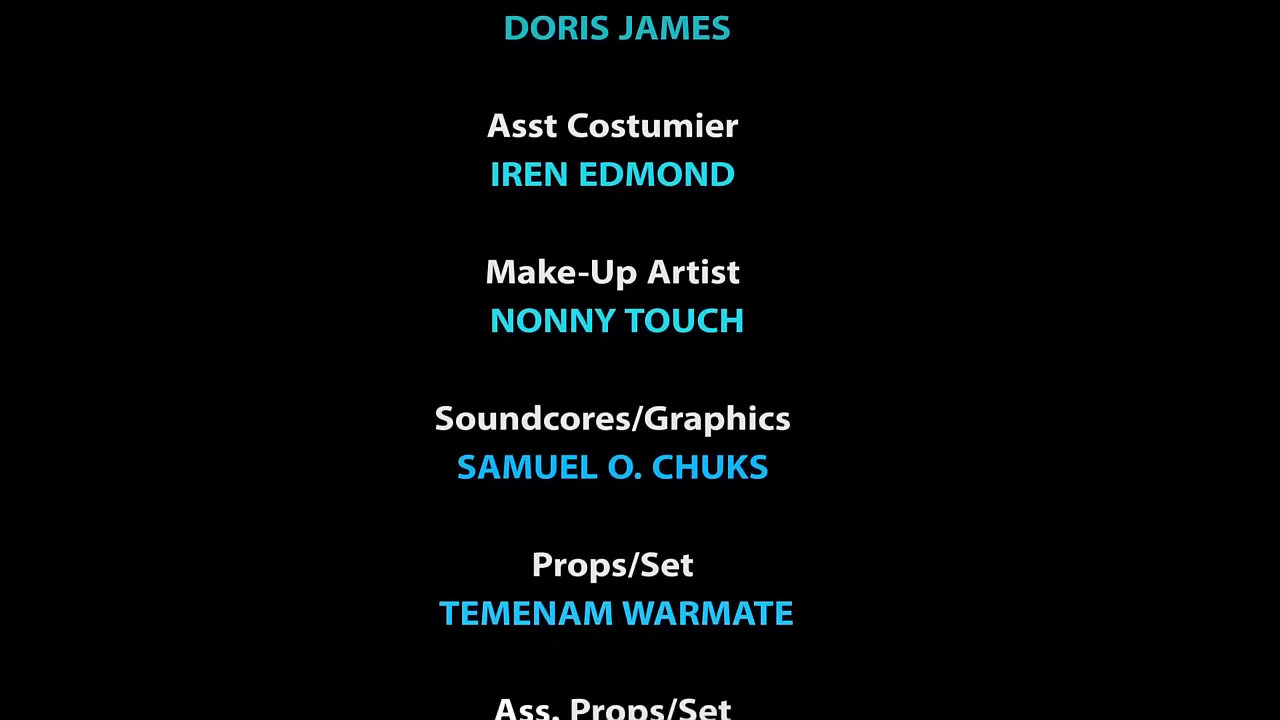 DORIS JAMES
Asst Costumier
IREN EDMOND
Make-Up Artist
NONNY TOUCH
Soundcores/Graphics
SAMUEL O. CHUKS
Props/Set
TEMENAM WARMATE
Ass. Props/Set